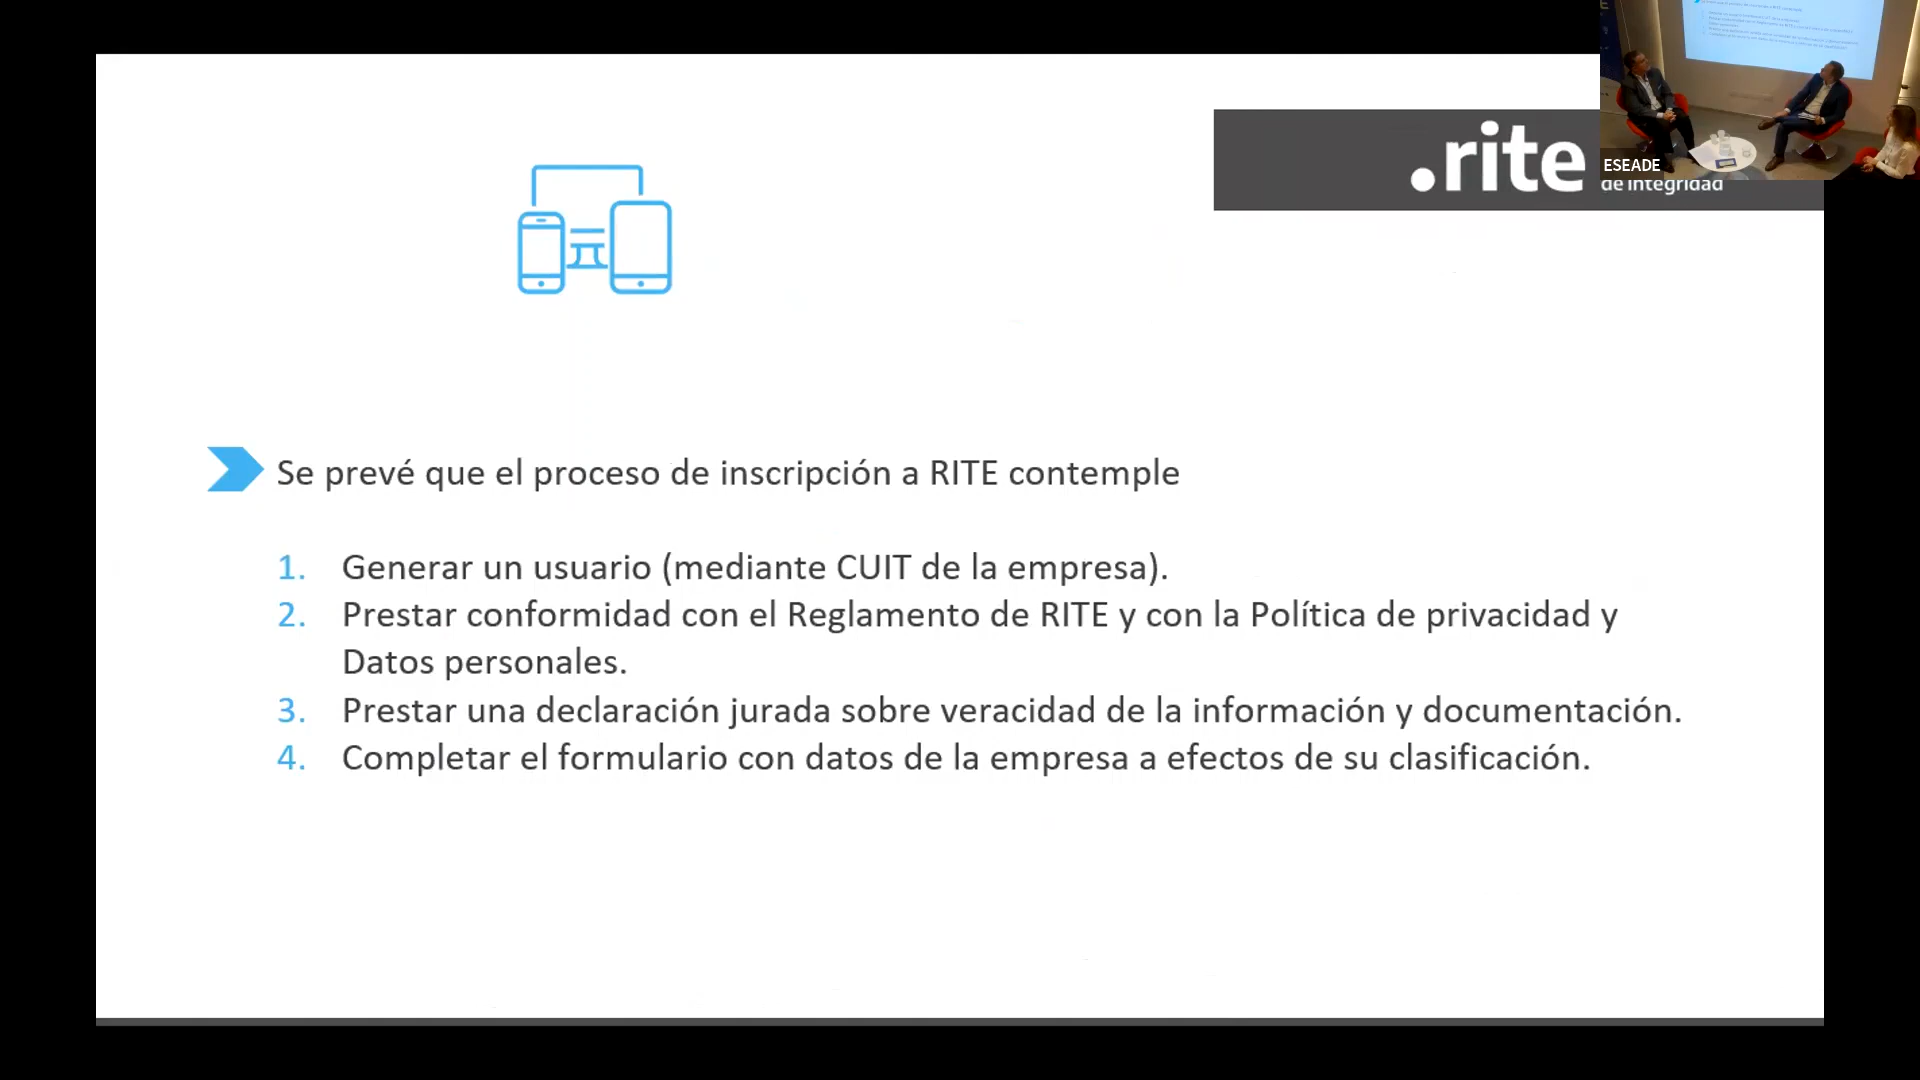 .rite
de integridad
ESEADE
Se prevé que el proceso de inscripción a RITE contemple
1. Generar un usuario (mediante CUIT de la empresa).
2. Prestar conformidad con el Reglamento de RITE y con la Política de privacidad y
Datos personales.
3. Prestar una declaración jurada sobre veracidad de la información y documentación.
4. Completar el formulario con datos de la empresa a efectos de su clasificación.